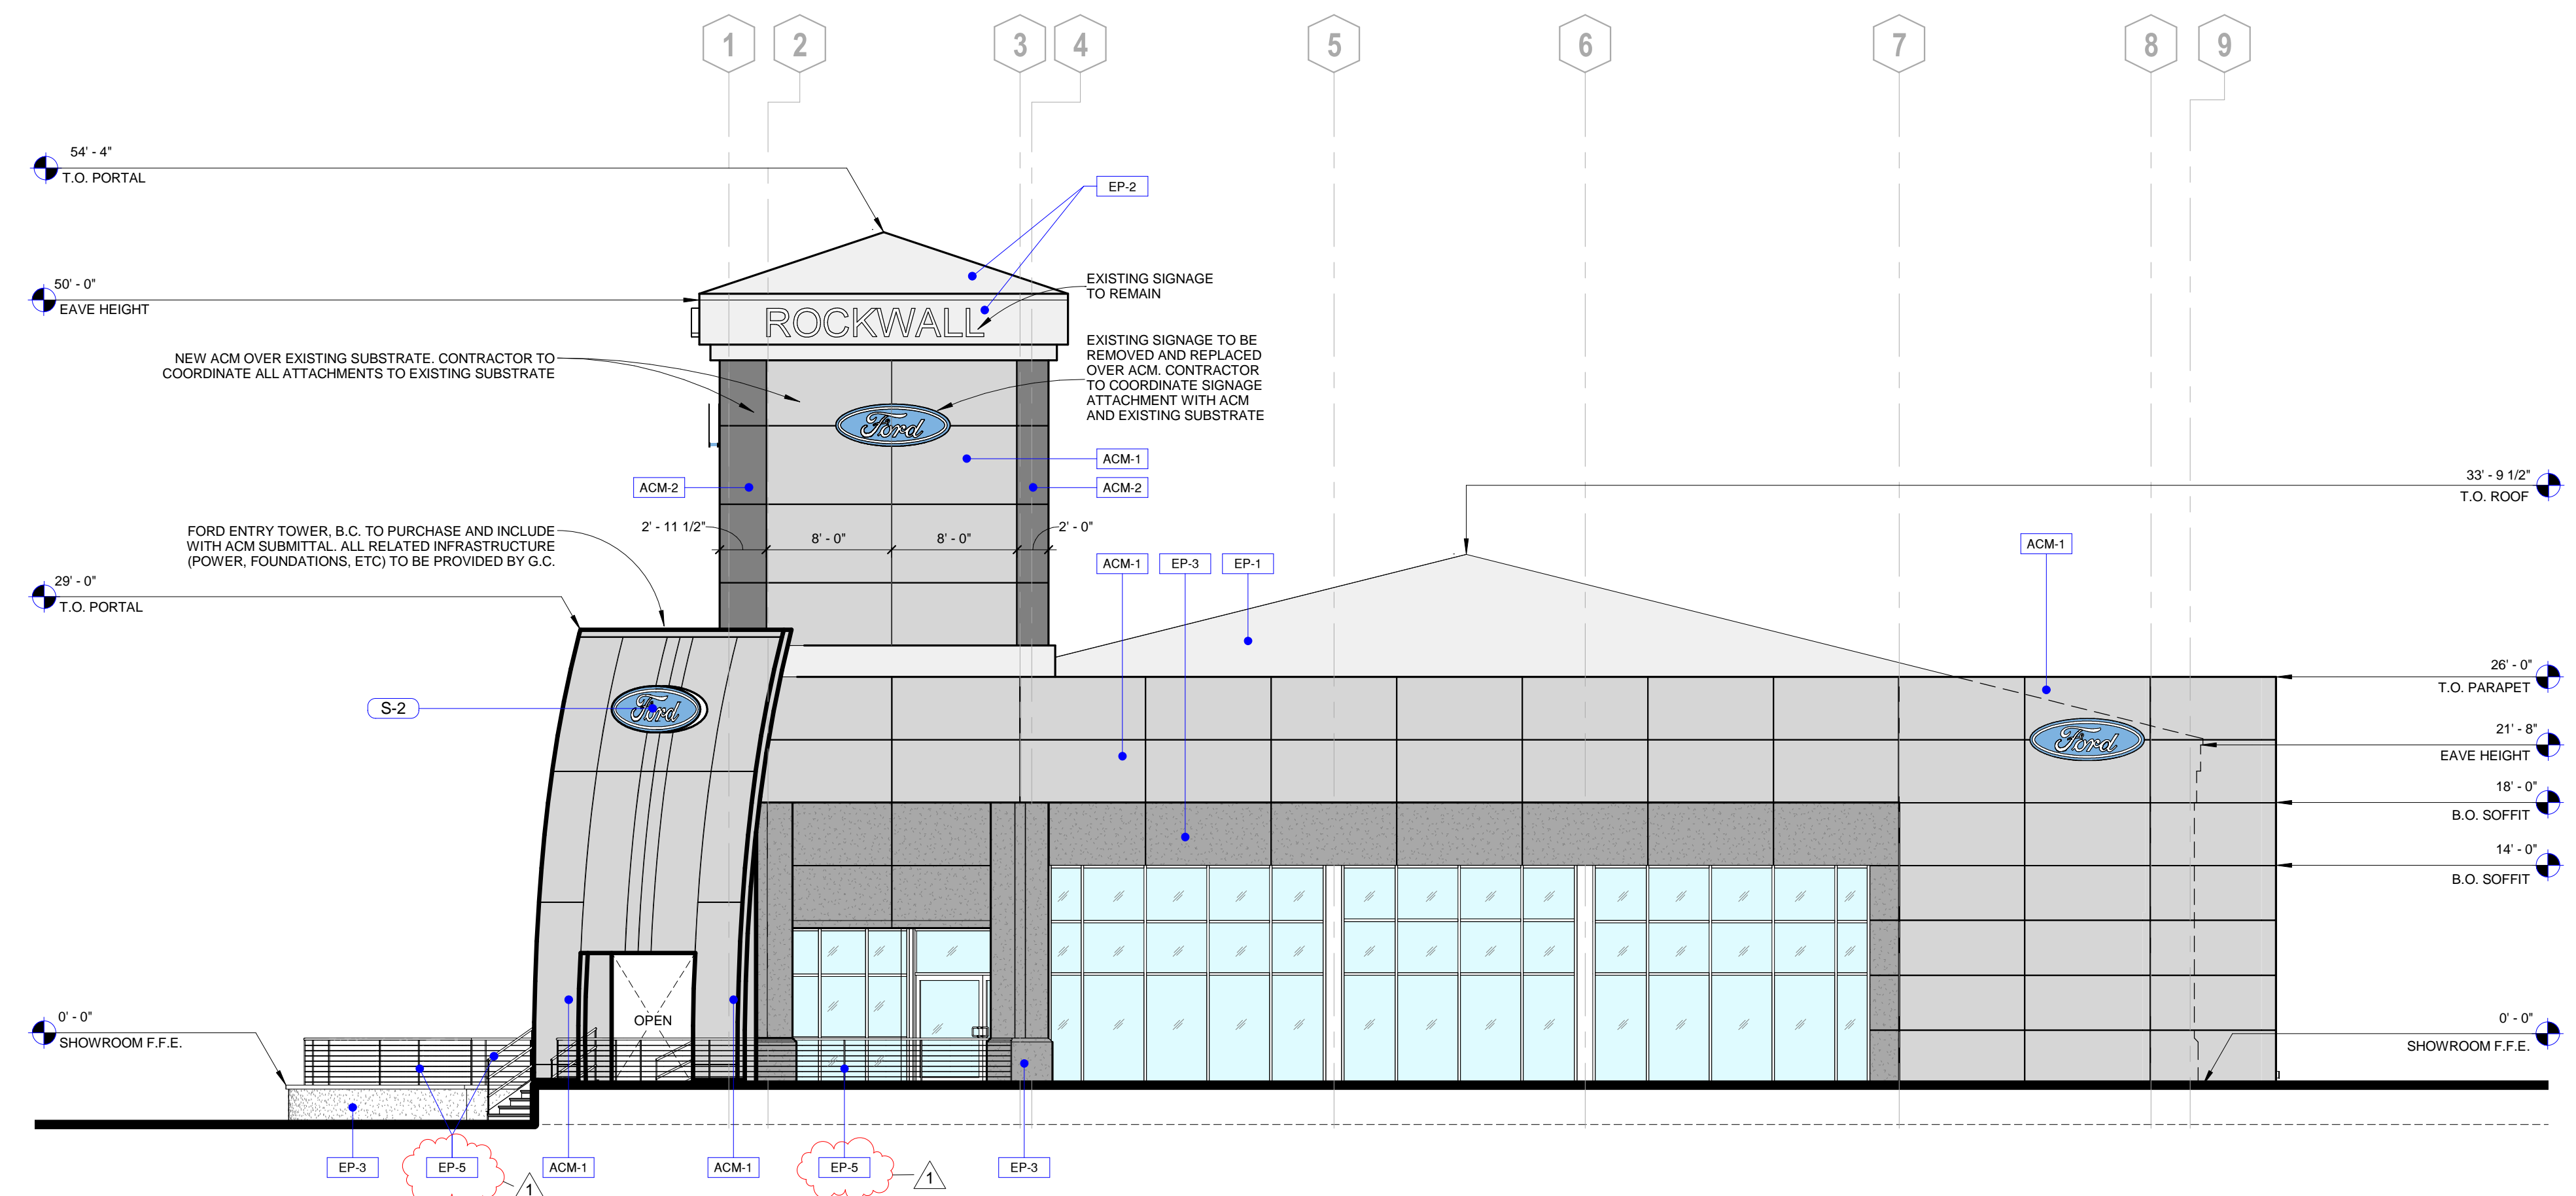 1 2 3 4 5 6 7 8 9
54' - 4"
T.O. PORTAL
EP-2
50' - 0"
EAVE HEIGHT
EXISTING SIGNAGE
TO REMAIN
ROCKWALL
NEW ACM OVER EXISTING SUBSTRATE. CONTRACTOR TO
COORDINATE ALL ATTACHMENTS TO EXISTING SUBSTRATE
EXISTING SIGNAGE TO BE
REMOVED AND REPLACED
OVER ACM. CONTRACTOR
TO COORDINATE SIGNAGE
ATTACHMENT WITH ACM
AND EXISTING SUBSTRATE
Ford
ACM-1
ACM-2
ACM-2
33' - 9 1/2"
T.O. ROOF
2' - 11 1/2"
8' - 0"
8' - 0"
2' - 0"
FORD ENTRY TOWER, B.C. TO PURCHASE AND INCLUDE
WITH ACM SUBMITTAL. ALL RELATED INFRASTRUCTURE
(POWER, FOUNDATIONS, ETC) TO BE PROVIDED BY G.C.
ACM-1
EP-3
EP-1
ACM-1
29' - 0"
T.O. PORTAL
26' - 0"
T.O. PARAPET
S-2
Ford
Ford
21' - 8"
EAVE HEIGHT
18' - 0"
B.O. SOFFIT
14' - 0"
B.O. SOFFIT
OPEN
0' - 0"
SHOWROOM F.F.E.
0' - 0"
SHOWROOM F.F.E.
EP-3
EP-5
ACM-1
ACM-1
EP-5
EP-3
1
1